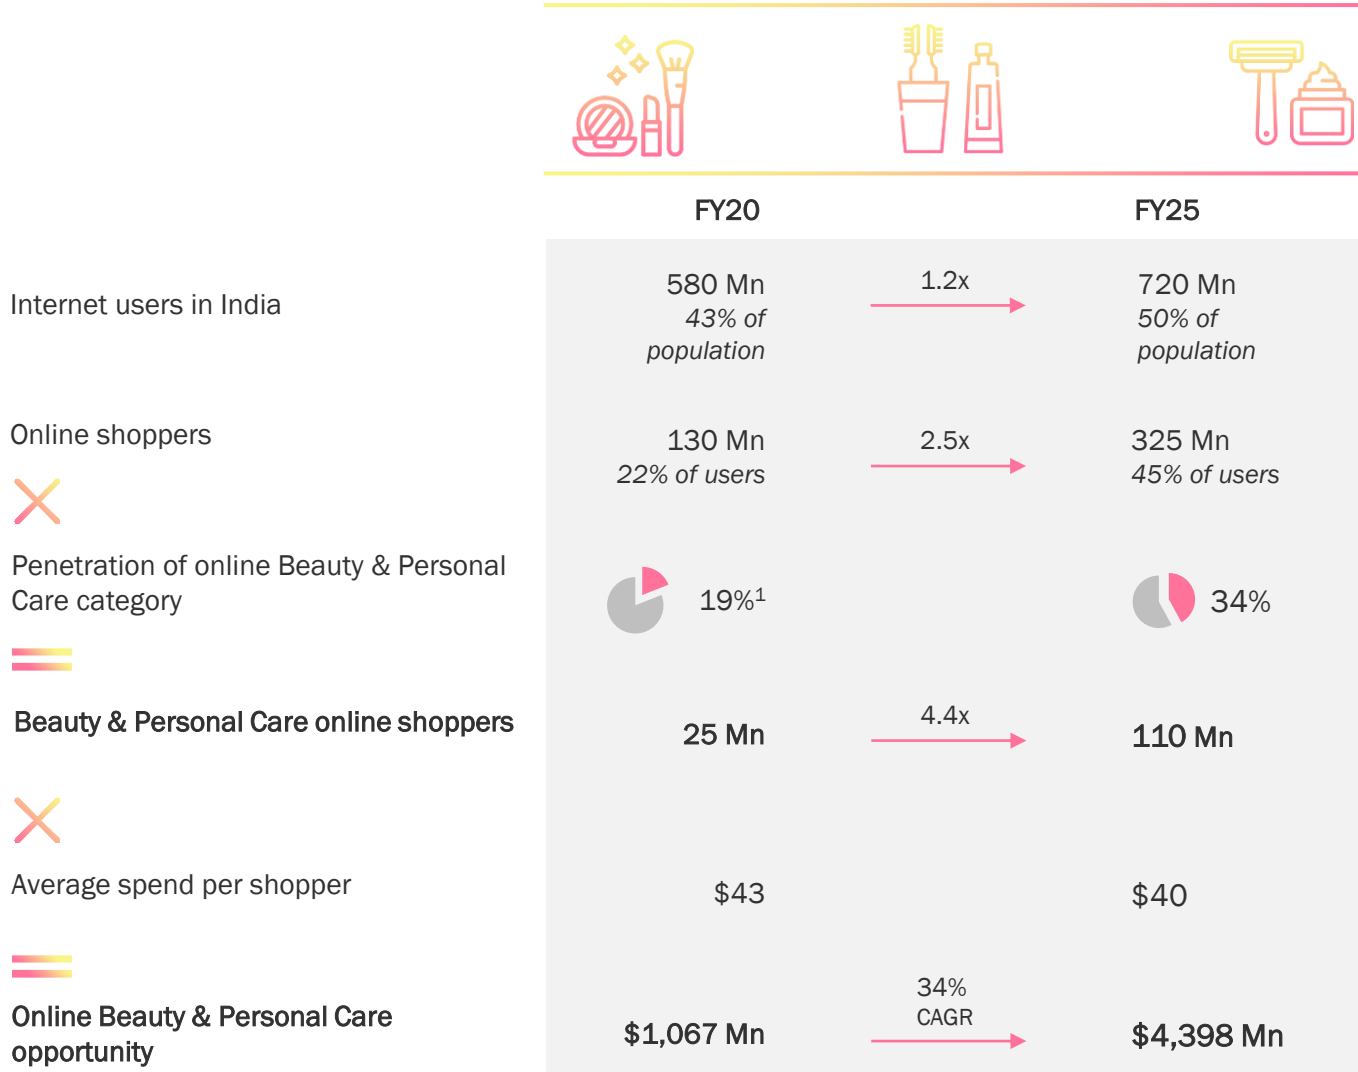 FY20
FY25
Internet users in India
580 Mn
43% of
population
1.2x
720 Mn
50% of
population
Online shoppers
130 Mn
22% of users
2.5x
325 Mn
45% of users
Penetration of online Beauty & Personal
Care category
19%¹
34%
Beauty & Personal Care online shoppers
25 Mn
4.4x
110 Mn
Average spend per shopper
$43
$40
Online Beauty & Personal Care
opportunity
$1,067 Mn
34%
CAGR
$4,398 Mn